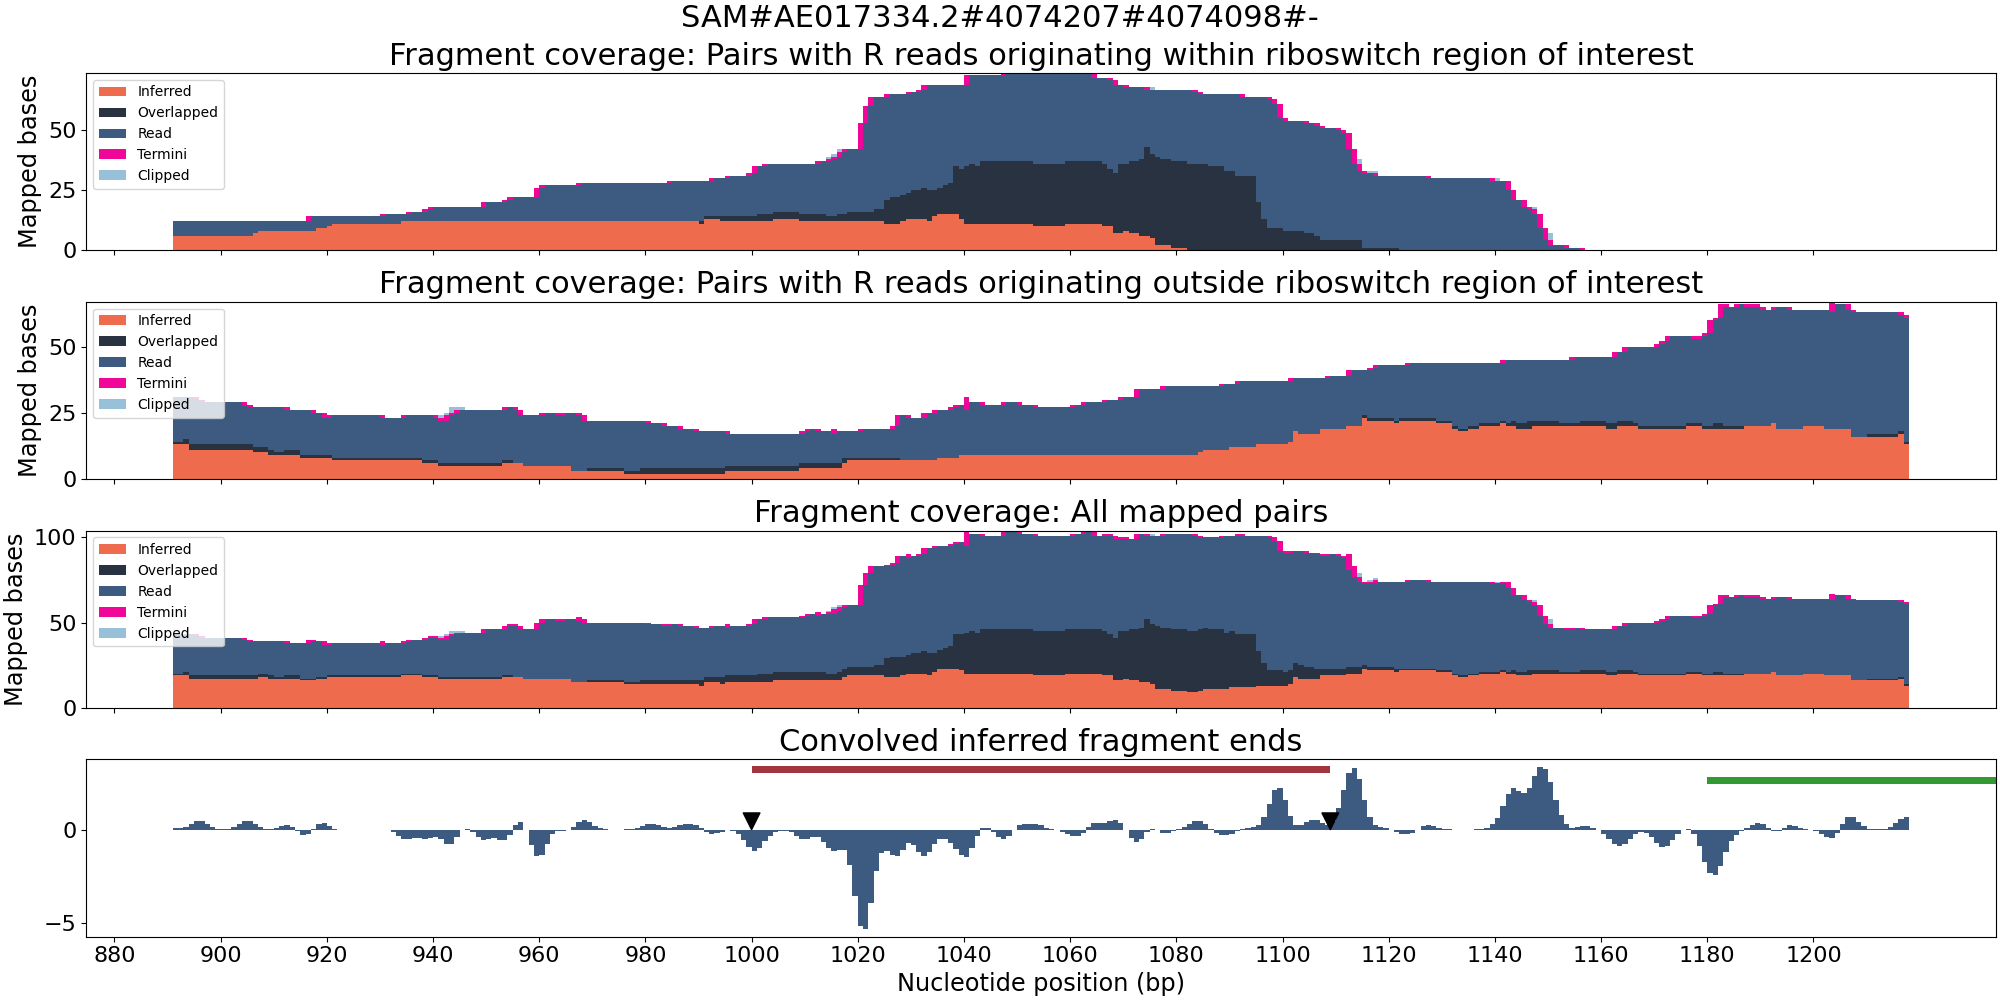 SAM#AE017334.2#4074207#4074098#-
Fragment coverage: Pairs with R reads originating within riboswitch region of interest
Mapped bases
50
25
0
Inferred
Overlapped
Read
Termini
Clipped
Fragment coverage: Pairs with R reads originating outside riboswitch region of interest
Mapped bases
50
25
0
Inferred
Overlapped
Read
Termini
Clipped
Fragment coverage: All mapped pairs
Mapped bases
100
50
0
Inferred
Overlapped
Read
Termini
Clipped
Convolved inferred fragment ends
0
−5
880 900 920 940 960 980 1000 1020 1040 1060 1080 1100 1120 1140 1160 1180 1200
Nucleotide position (bp)